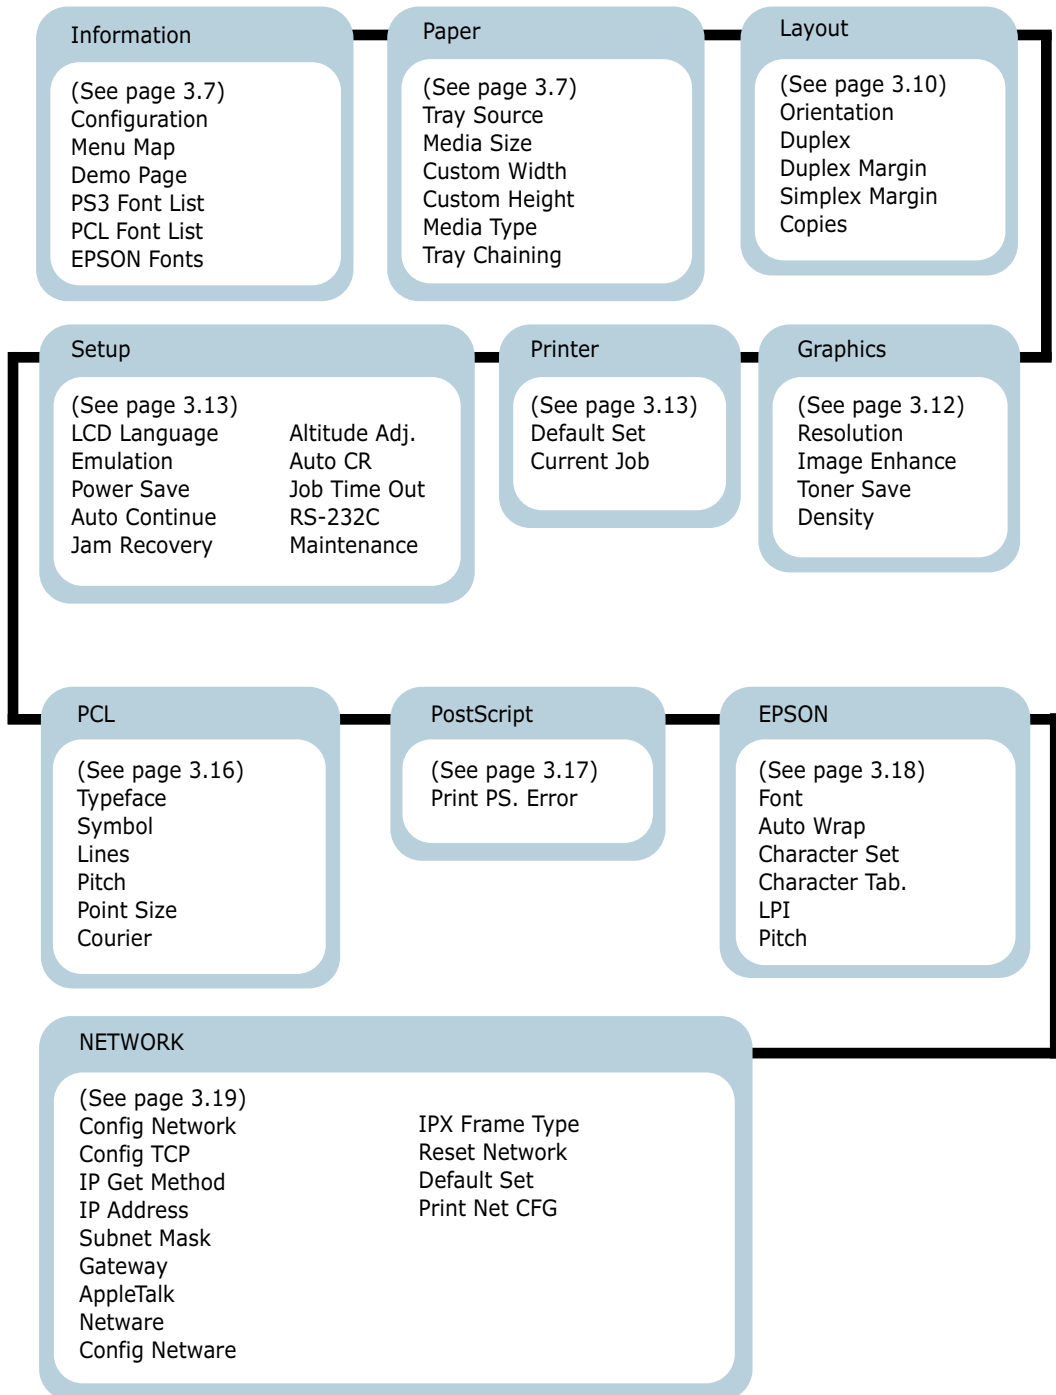 Information
(See page 3.7)
Configuration
Menu Map
Demo Page
PS3 Font List
PCL Font List
EPSON Fonts
Paper
(See page 3.7)
Tray Source
Media Size
Custom Width
Custom Height
Media Type
Tray Chaining
Layout
(See page 3.10)
Orientation
Duplex
Duplex Margin
Simplex Margin
Copies
Setup
(See page 3.13)
LCD Language
Emulation
Power Save
Auto Continue
Jam Recovery
Altitude Adj.
Auto CR
Job Time Out
RS-232C
Maintenance
Printer
(See page 3.13)
Default Set
Current Job
Graphics
(See page 3.12)
Resolution
Image Enhance
Toner Save
Density
PCL
(See page 3.16)
Typeface
Symbol
Lines
Pitch
Point Size
Courier
PostScript
(See page 3.17)
Print PS. Error
EPSON
(See page 3.18)
Font
Auto Wrap
Character Set
Character Tab.
LPI
Pitch
NETWORK
(See page 3.19)
Config Network
Config TCP
IP Get Method
IP Address
Subnet Mask
Gateway
AppleTalk
Netware
Config Netware
IPX Frame Type
Reset Network
Default Set
Print Net CFG